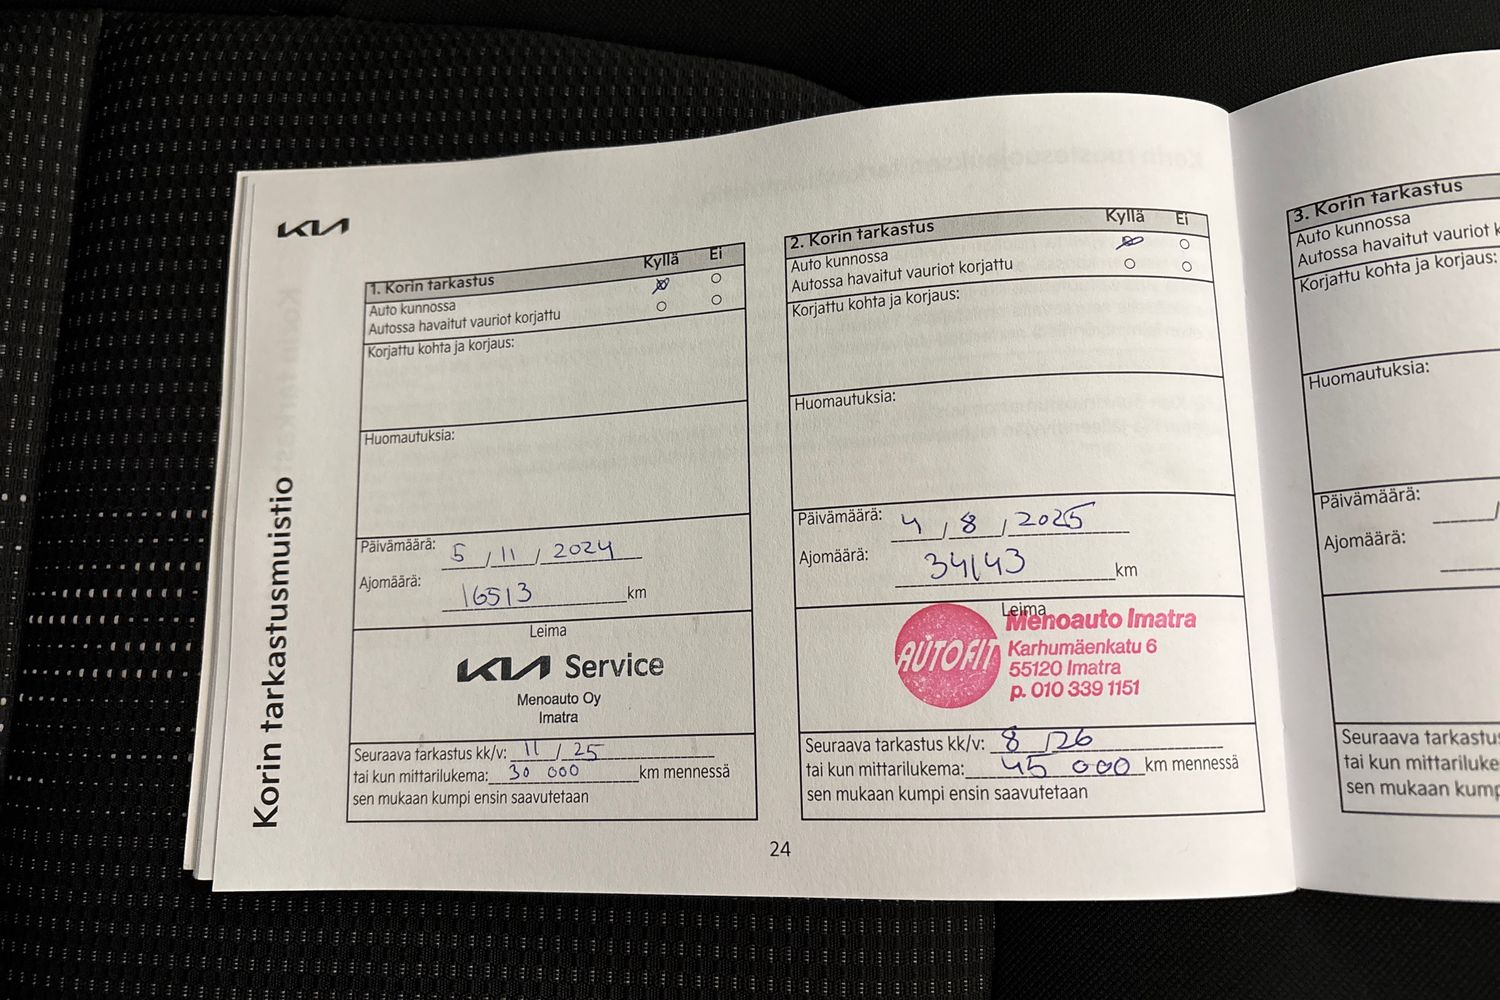 KIA
Korin tarkastusmuistio
1. Korin tarkastus Kyllä Ei
Auto kunnossa
Autossa havaitut vauriot korjattu
Korjattu kohta ja korjaus:
Huomautuksia:
Päivämäärä: 5 / 11 / 2024
Ajomäärä: 16513 km
Leima
KIA Service
Menoauto Oy
Imatra
Seuraava tarkastus kk/v: 11 / 25
tai kun mittarilukema: 30 000 km mennessä
sen mukaan kumpi ensin saavutetaan
2. Korin tarkastus Kyllä Ei
Auto kunnossa
Autossa havaitut vauriot korjattu
Korjattu kohta ja korjaus:
Huomautuksia:
Päivämäärä: 4 / 8 / 2025
Ajomäärä: 34143 km
Leima
AUTOFIT
Menoauto Imatra
Karhumäenkatu 6
55120 Imatra
p. 010 339 1151
Seuraava tarkastus kk/v: 8 / 26
tai kun mittarilukema: 45 000 km mennessä
sen mukaan kumpi ensin saavutetaan
24
3. Korin tarkastus
Auto kunnossa
Autossa havaitut vauriot k
Korjattu kohta ja korjaus:
Huomautuksia:
Päivämäärä: /
Ajomäärä:
Seuraava tarkastus
tai kun mittariluke
sen mukaan kump